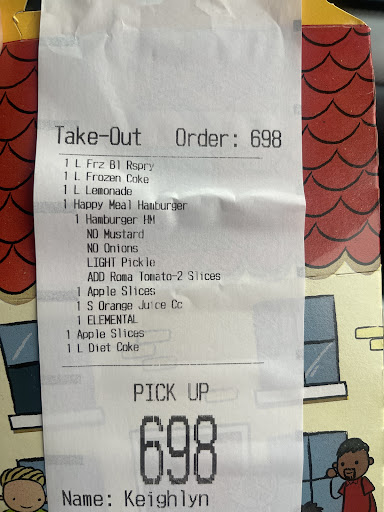 Take-Out Order: 698
1 L Frz Bl Rspry
1 L Frozen Coke
1 L Lemonade
1 Happy Meal Hamburger
1 Hamburger HM
NO Mustard
NO Onions
LIGHT Pickle
ADD Roma Tomato-2 Slices
1 Apple Slices
1 S Orange Juice Cc
1 ELEMENTAL
1 Apple Slices
1 L Diet Coke
PICK UP
698
Name: Keighlyn